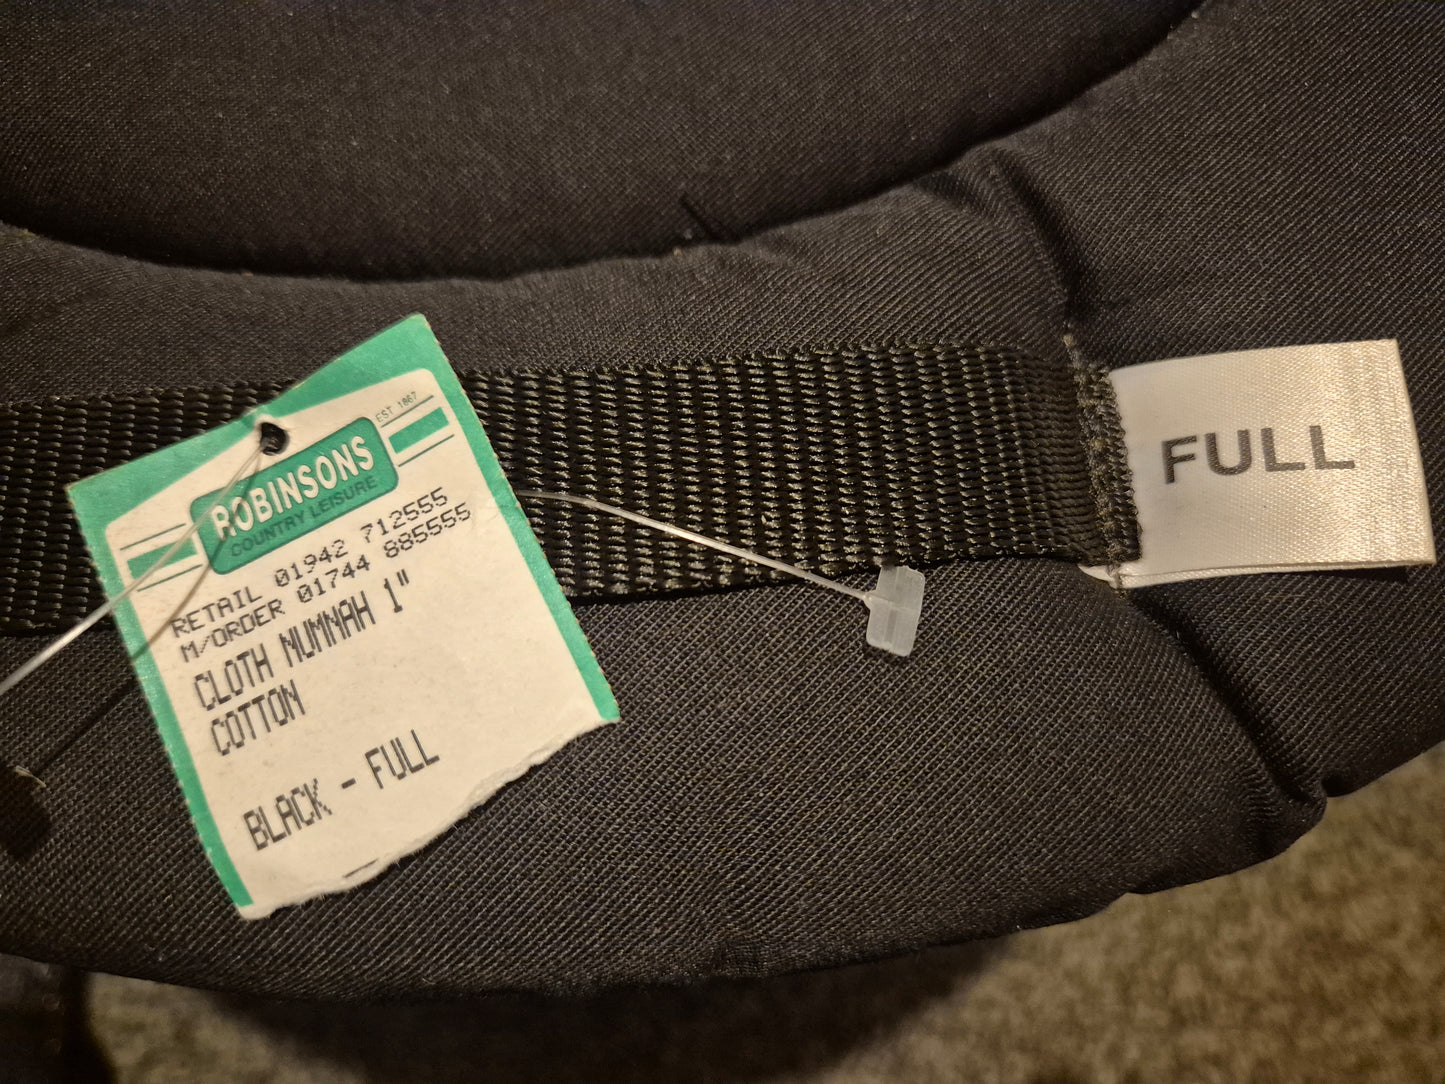 EST 1867
ROBINSONS
COUNTRY LEISURE
RETAIL 01942 712555
M/ORDER 01744 885555
CLOTH NUMNAH 1"
COTTON
BLACK - FULL
FULL